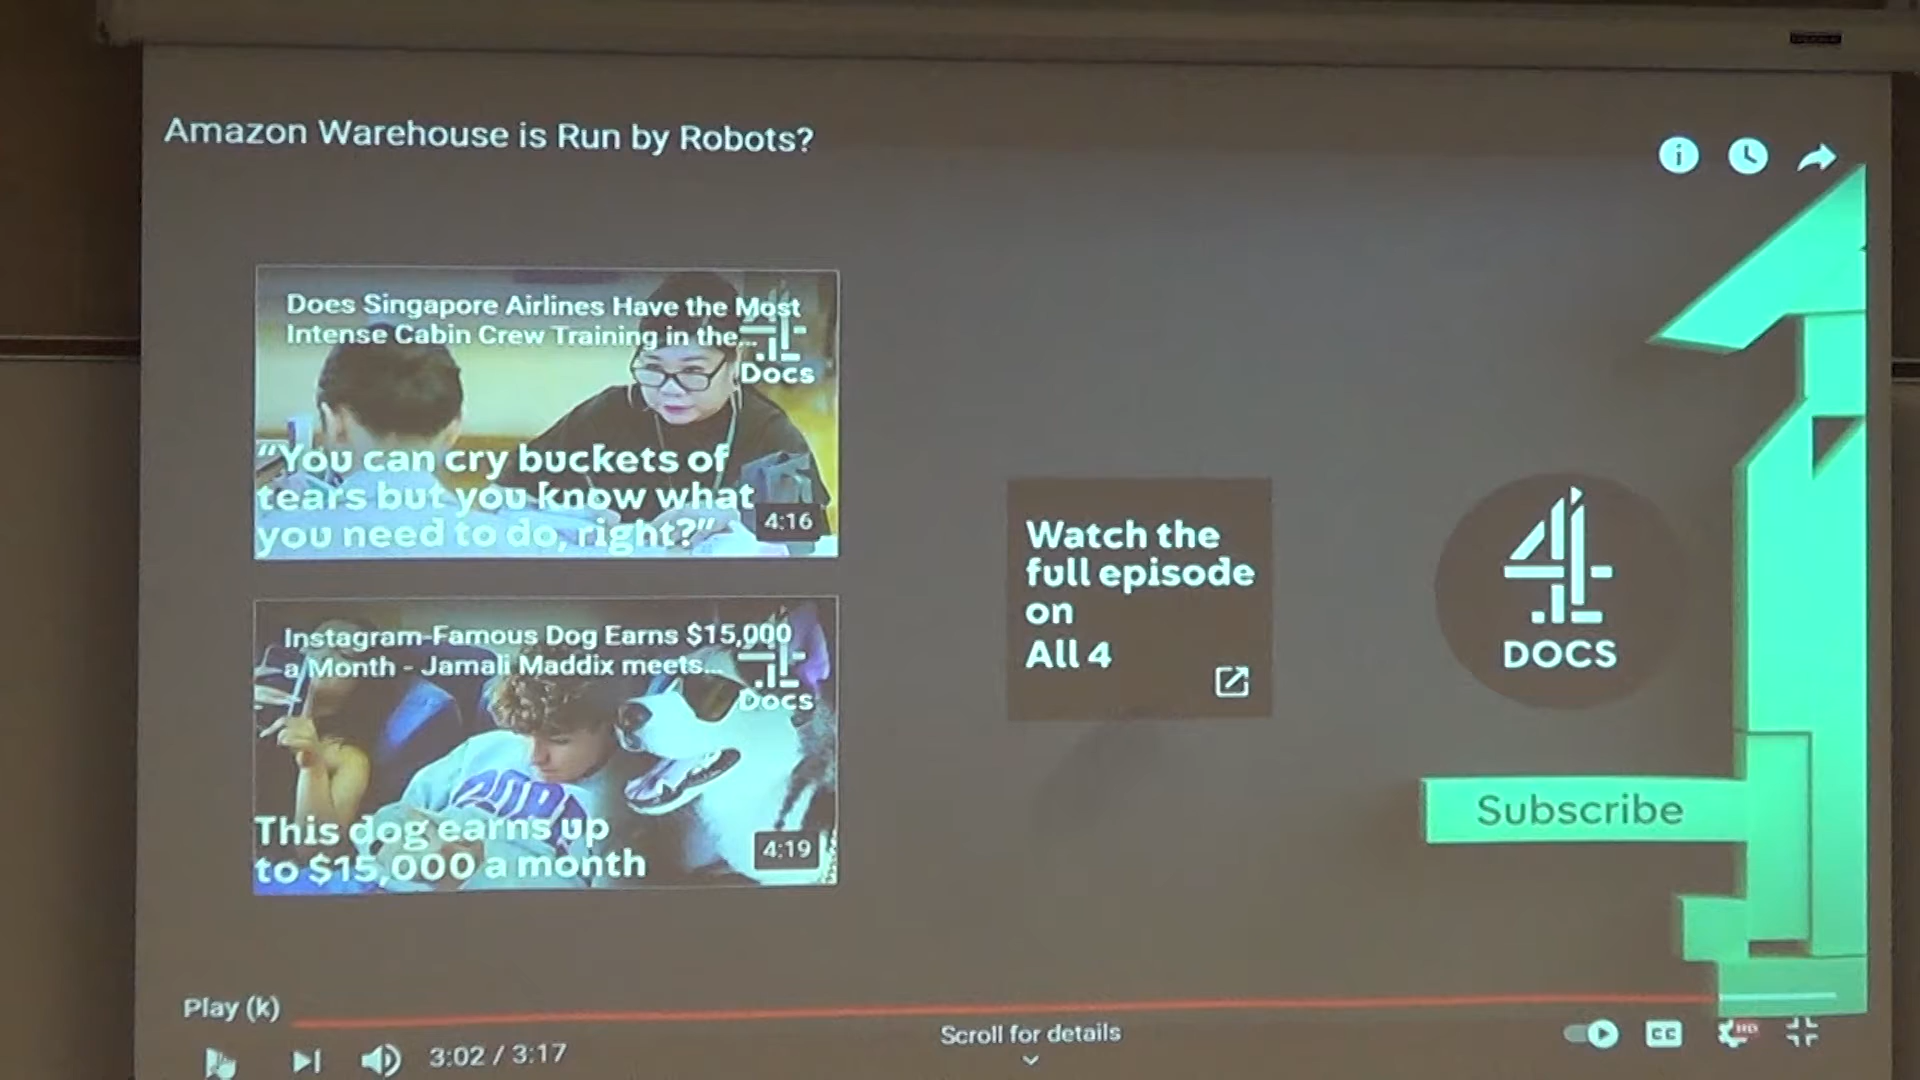 Amazon Warehouse is Run by Robots?
Does Singapore Airlines Have the Most
Intense Cabin Crew Training in the...
Docs
"You can cry buckets of
tears but you know what
you need to do, right?"
4:16
Instagram-Famous Dog Earns $15,000
a Month - Jamali Maddix meets...
Docs
This dog earns up
to $15,000 a month
4:19
Watch the
full episode
on
All 4
4
DOCS
Subscribe
Play (k)
Scroll for details
3:02 / 3:17
CC
HD